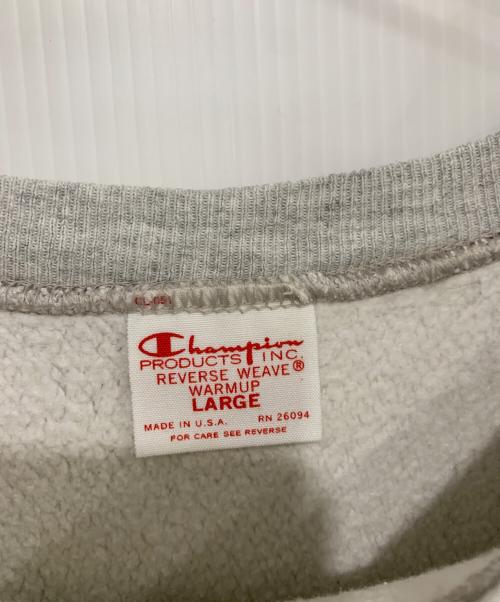 Champion
PRODUCTS INC.
REVERSE WEAVE®
WARMUP
LARGE
MADE IN U.S.A. RN 26094
FOR CARE SEE REVERSE